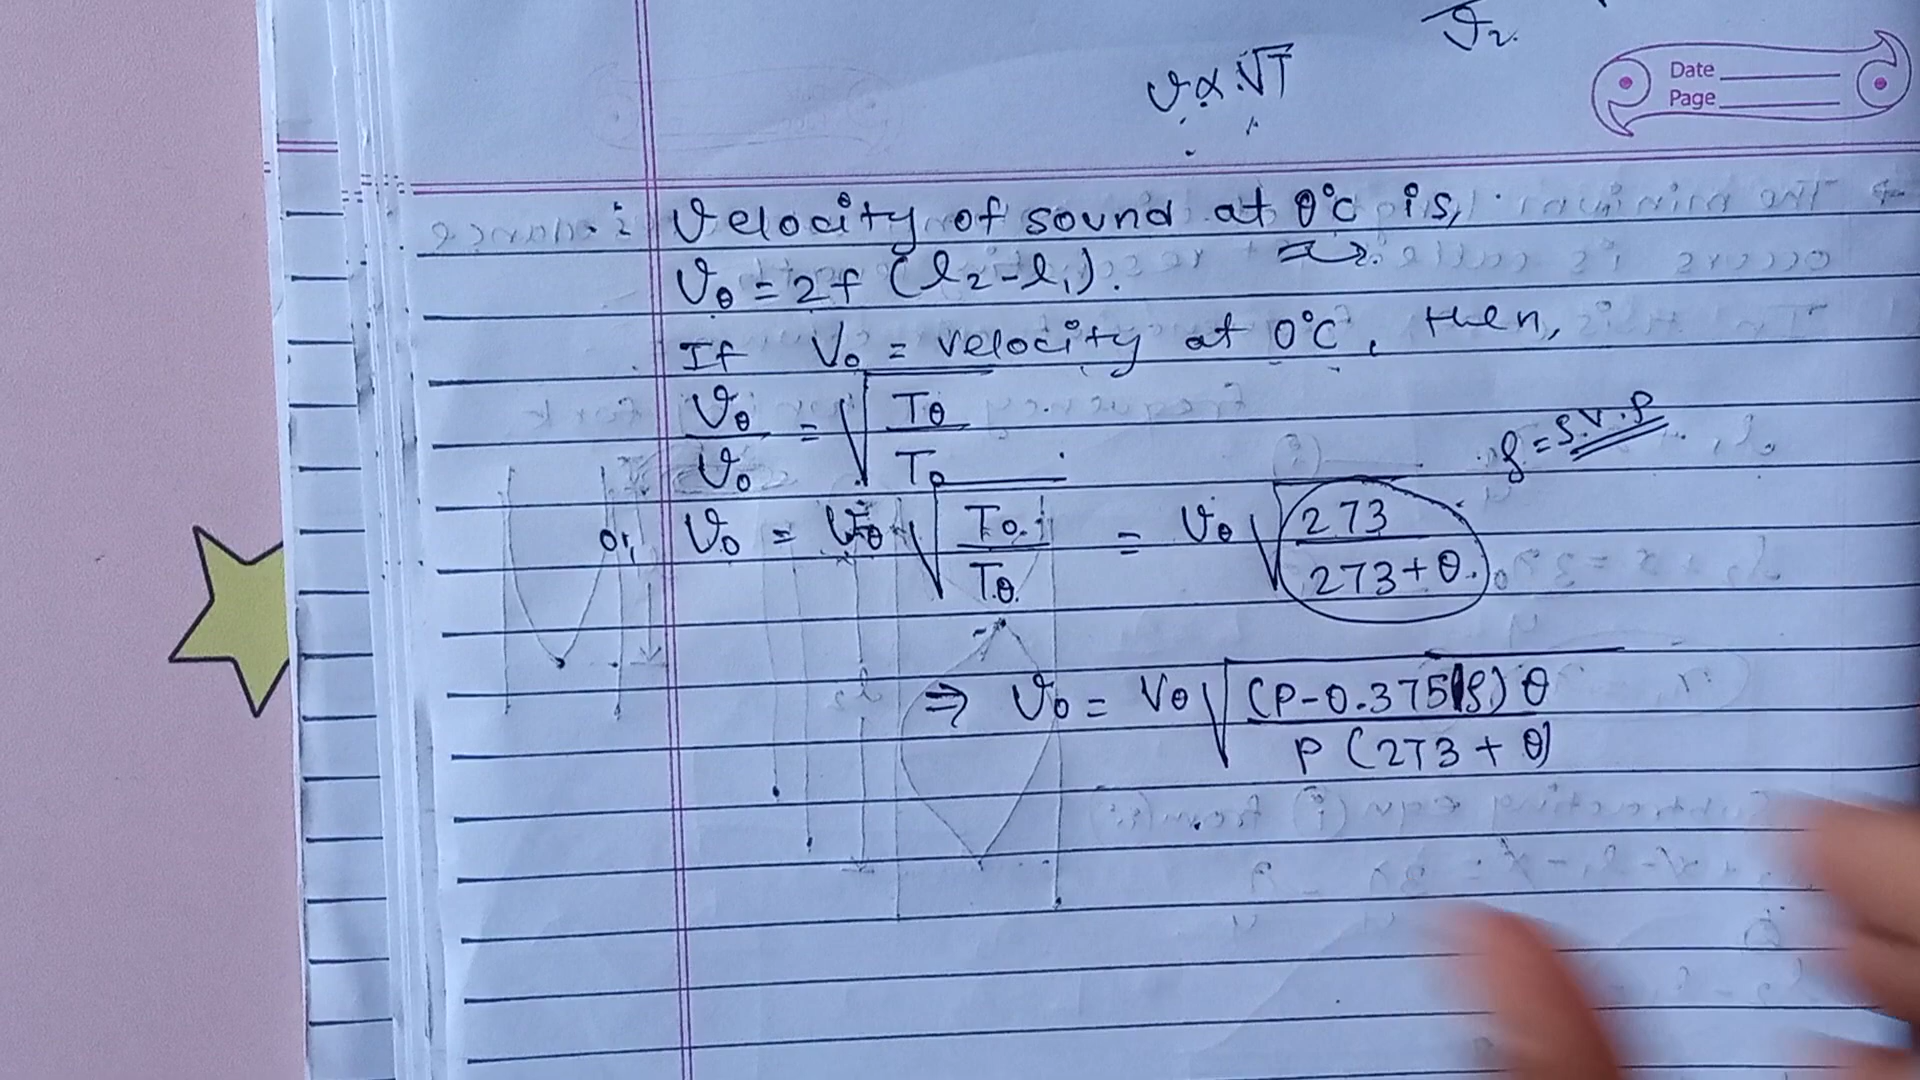 v2.
v ∝ √T
Date
Page
Velocity of sound at θ°c is,
vθ = 2f (l2-l1).
If V0 = velocity at 0°C, then,
vθ/v0 = √(Tθ/T0)
f = S.V.P
or, v0 = vθ √(T0/Tθ) = vθ √(273/(273+θ))
⇒ v0 = vθ √((P-0.375f)θ/(P(273+θ)))